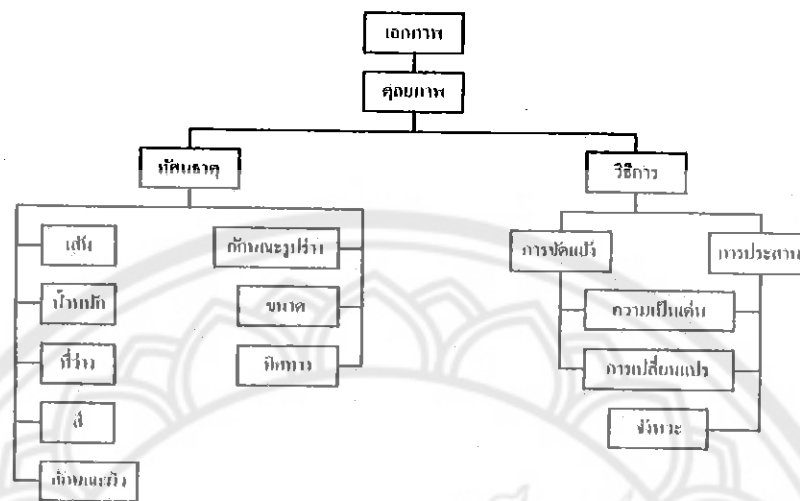 เอกภาพ
ดุลยภาพ
ทัศนธาตุ
วิธีการ
เส้น
น้ำหนัก
ที่ว่าง
สี
ลักษณะผิว
ลักษณะรูปร่าง
ขนาด
ทิศทาง
การขัดแย้ง
การประสาน
ความเป็นเด่น
การเปลี่ยนแปร
จังหวะ